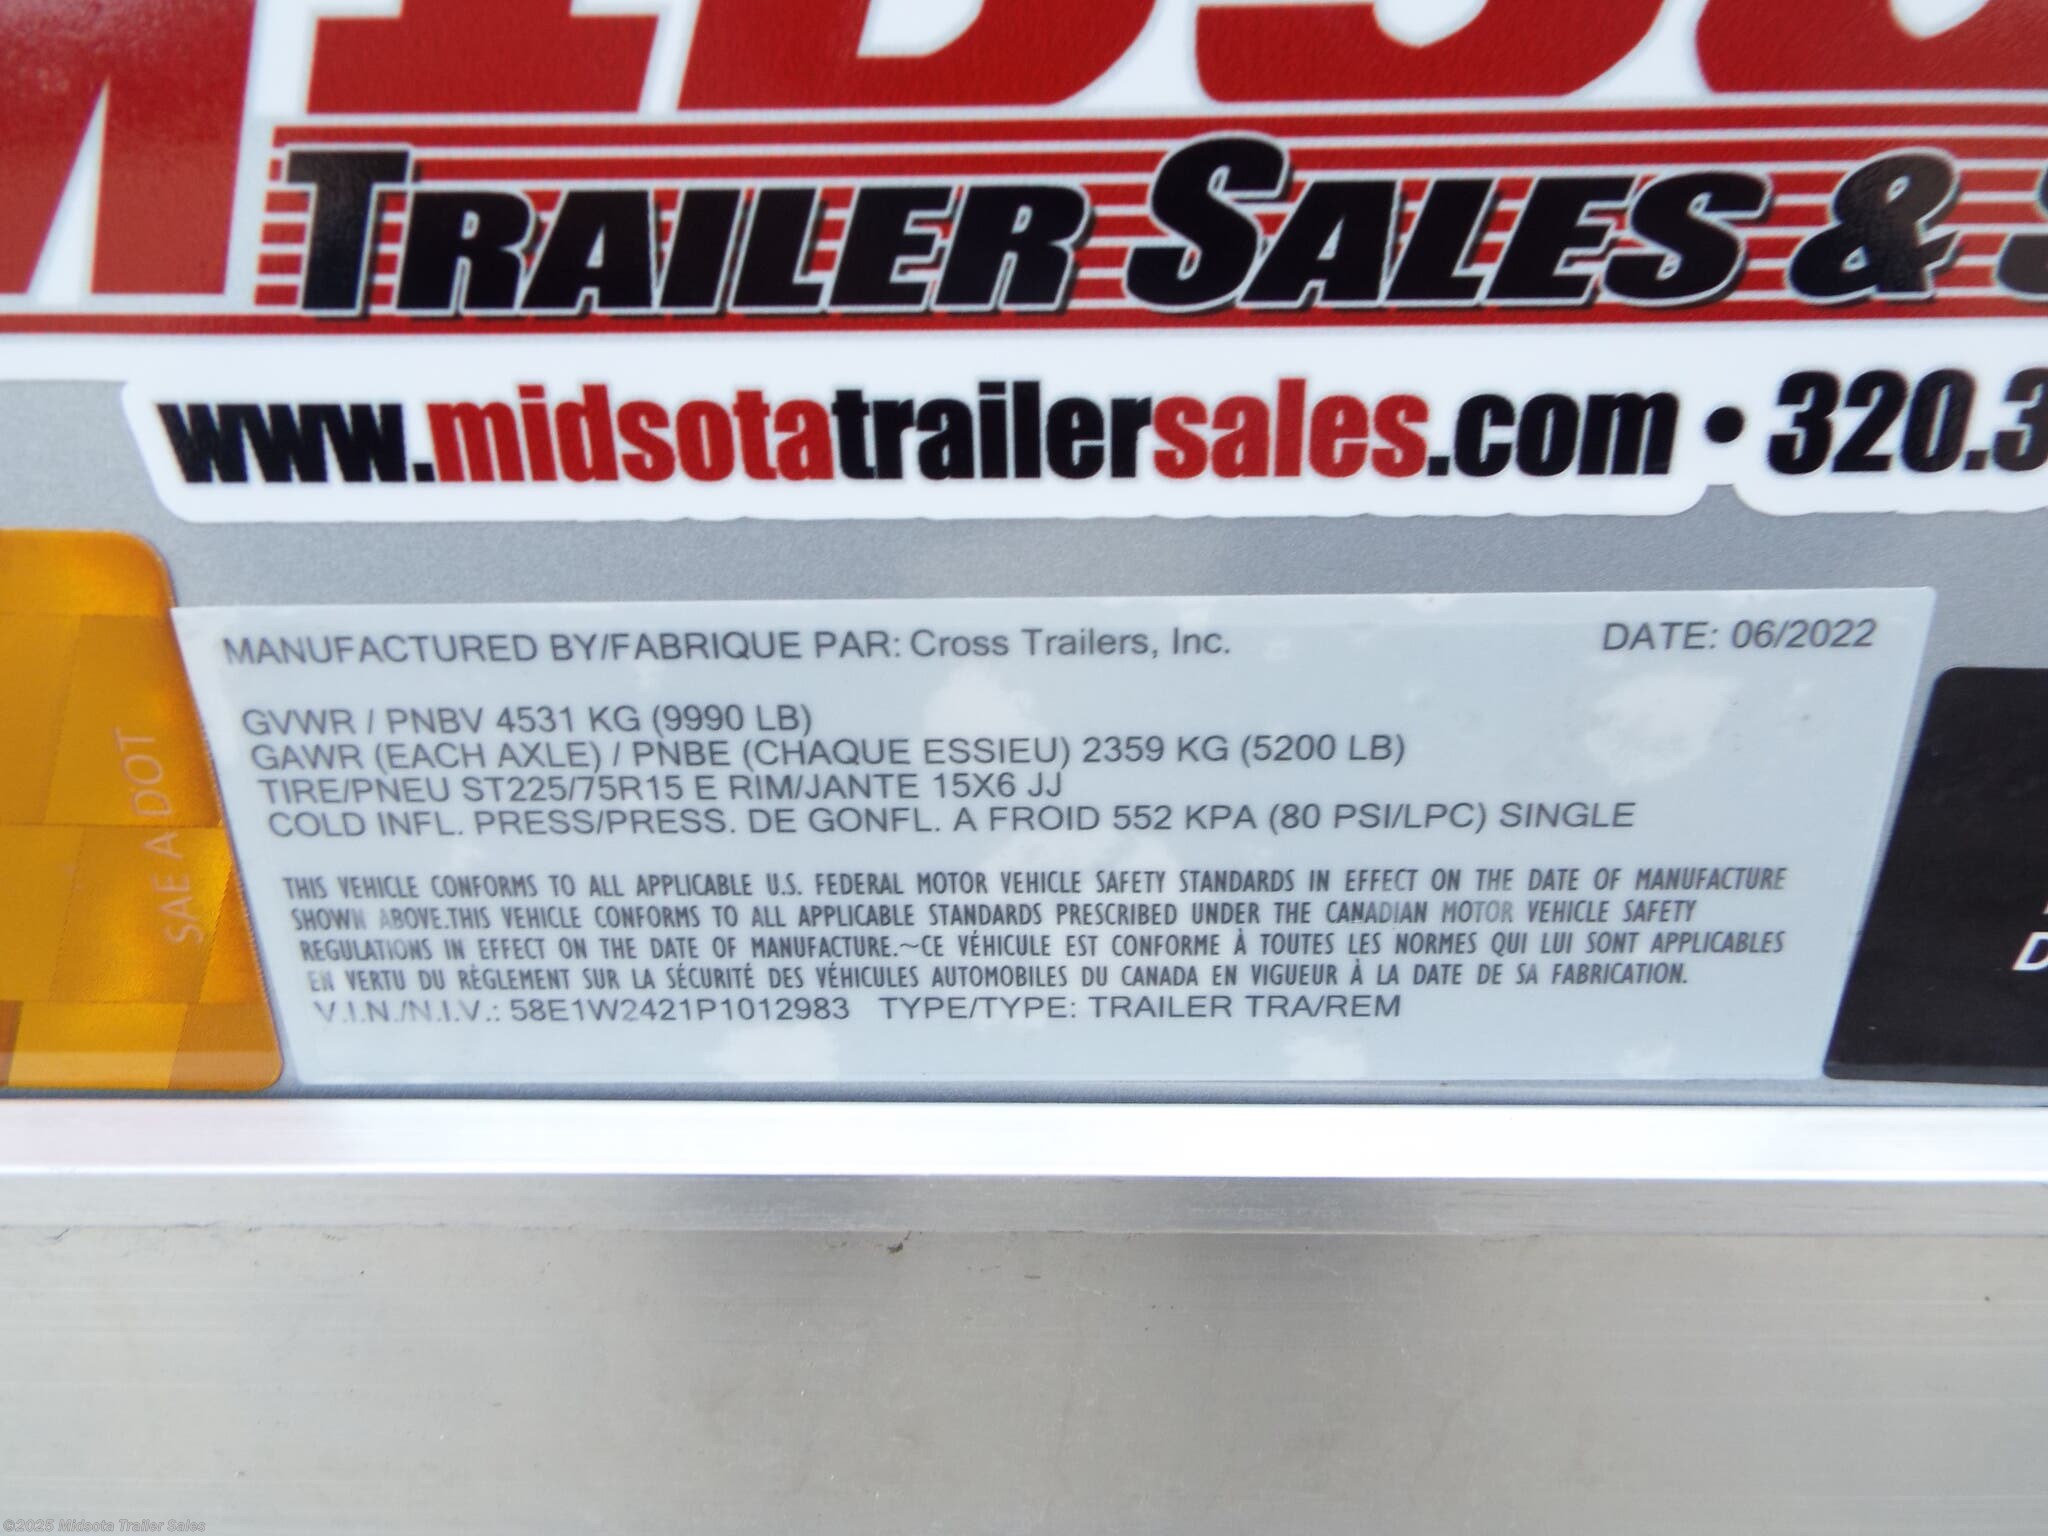 TRAILER SALES &
www.midsotatrailersales.com • 320.3
SAE A DOT
MANUFACTURED BY/FABRIQUE PAR: Cross Trailers, Inc. DATE: 06/2022
GVWR / PNBV 4531 KG (9990 LB)
GAWR (EACH AXLE) / PNBE (CHAQUE ESSIEU) 2359 KG (5200 LB)
TIRE/PNEU ST225/75R15 E RIM/JANTE 15X6 JJ
COLD INFL. PRESS/PRESS. DE GONFL. A FROID 552 KPA (80 PSI/LPC) SINGLE
THIS VEHICLE CONFORMS TO ALL APPLICABLE U.S. FEDERAL MOTOR VEHICLE SAFETY STANDARDS IN EFFECT ON THE DATE OF MANUFACTURE
SHOWN ABOVE.THIS VEHICLE CONFORMS TO ALL APPLICABLE STANDARDS PRESCRIBED UNDER THE CANADIAN MOTOR VEHICLE SAFETY
REGULATIONS IN EFFECT ON THE DATE OF MANUFACTURE.~CE VÉHICULE EST CONFORME À TOUTES LES NORMES QUI LUI SONT APPLICABLES
EN VERTU DU RÈGLEMENT SUR LA SÉCURITÉ DES VÉHICULES AUTOMOBILES DU CANADA EN VIGUEUR À LA DATE DE SA FABRICATION.
V.I.N./N.I.V.: 58E1W2421P1012983 TYPE/TYPE: TRAILER TRA/REM
©2025 Midsota Trailer Sales